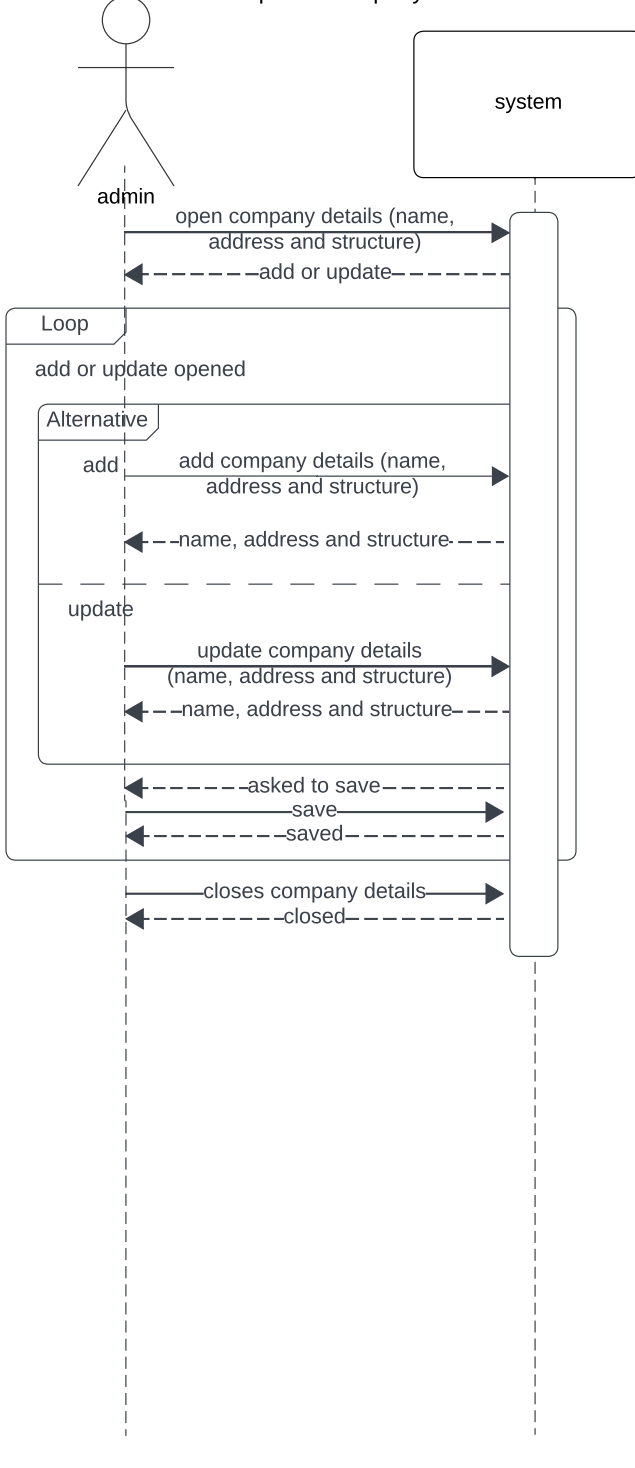 system
admin
open company details (name,
address and structure)
add or update
Loop
add or update opened
Alternative
add
add company details (name,
address and structure)
name, address and structure
update
update company details
(name, address and structure)
name, address and structure
asked to save
save
saved
closes company details
closed